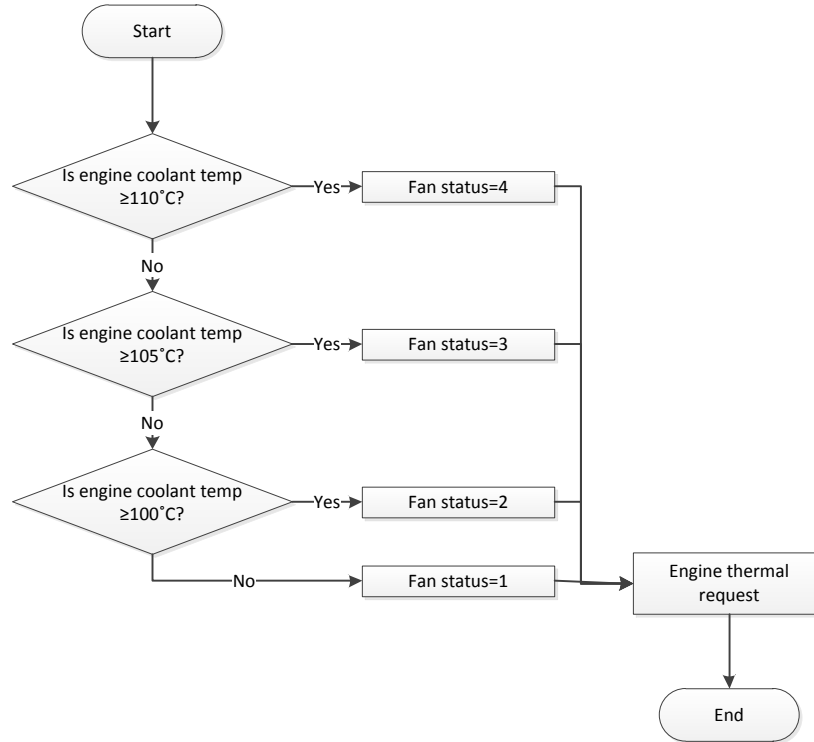 Start
Is engine coolant temp
≥110˚C?
Yes
Fan status=4
No
Is engine coolant temp
≥105˚C?
Yes
Fan status=3
No
Is engine coolant temp
≥100˚C?
Yes
Fan status=2
No
Fan status=1
Engine thermal
request
End